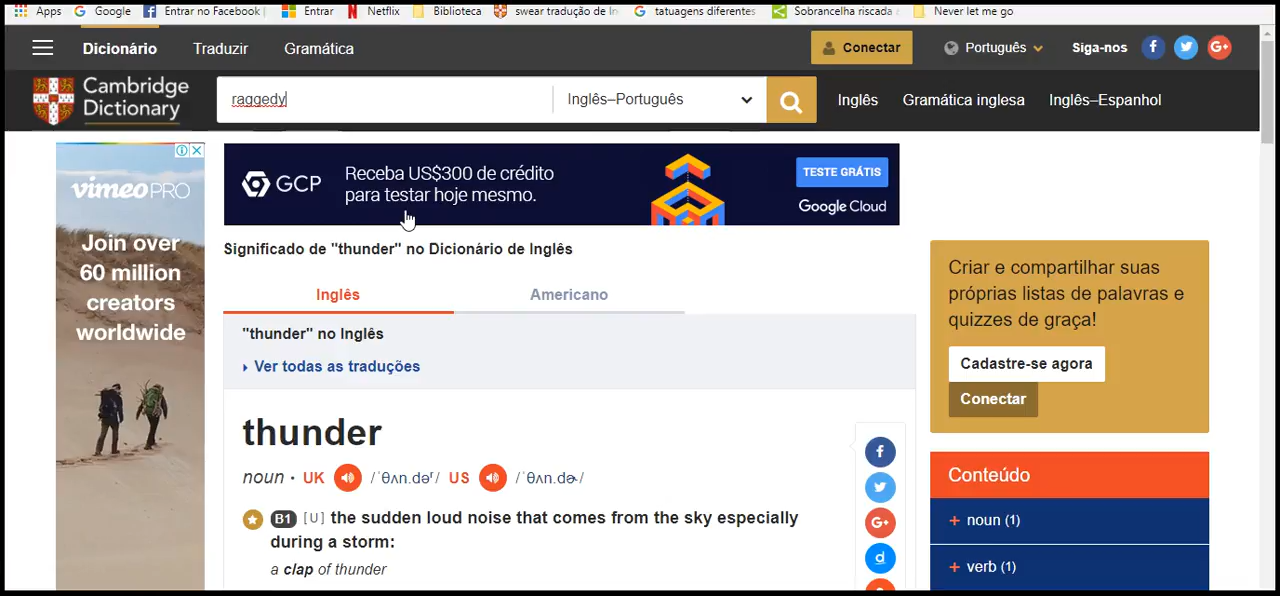 Apps Google Entrar no Facebook Entrar Netflix Biblioteca swear tradução de In tatuagens diferentes Sobrancelha riscada Never let me go
Dicionário Traduzir Gramática Conectar Português Siga-nos f G+
Cambridge
Dictionary
raggedy Inglês–Português Inglês Gramática inglesa Inglês–Espanhol
vimeo PRO
Join over
60 million
creators
worldwide
GCP
Receba US$300 de crédito
para testar hoje mesmo.
TESTE GRÁTIS
Google Cloud
Significado de "thunder" no Dicionário de Inglês
Inglês Americano
"thunder" no Inglês
Ver todas as traduções
thunder
noun • UK /ˈθʌn.dəʳ/ US /ˈθʌn.dɚ/
B1 [U] the sudden loud noise that comes from the sky especially
during a storm:
a clap of thunder
f
G+
d
Criar e compartilhar suas
próprias listas de palavras e
quizzes de graça!
Cadastre-se agora
Conectar
Conteúdo
+ noun (1)
+ verb (1)